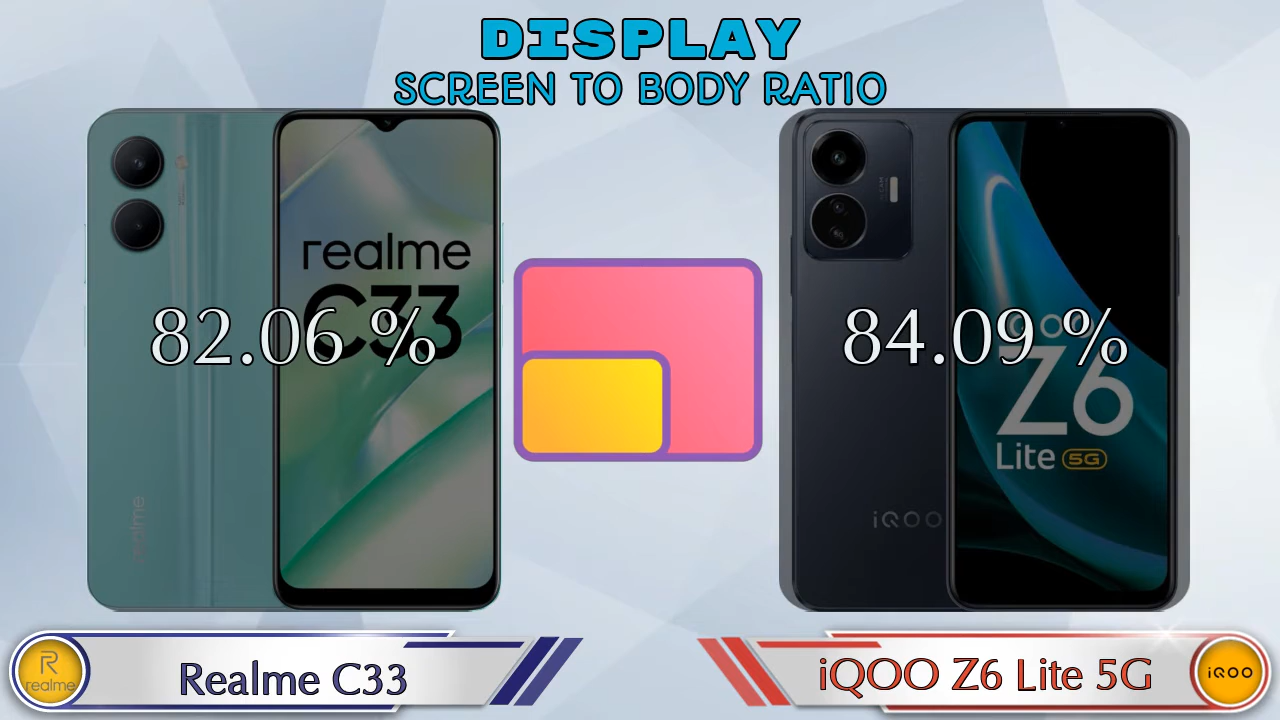 DISPLAY
SCREEN TO BODY RATIO
realme
C33
82.06 %
realme
84.09 %
iQOO
Z6
Lite 5G
iQOO
R
realme
Realme C33
iQOO Z6 Lite 5G
iQOO